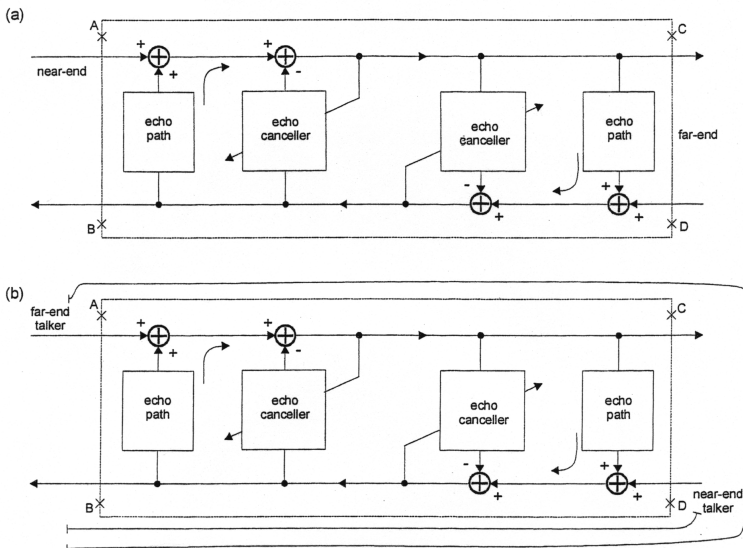 (a)
A
C
+
+
+
-
near-end
echo
path
echo
canceller
echo
canceller
echo
path
far-end
-
+
+
+
B
D
(b)
far-end
talker
A
C
+
+
+
-
echo
path
echo
canceller
echo
canceller
echo
path
-
+
+
+
near-end
talker
B
D